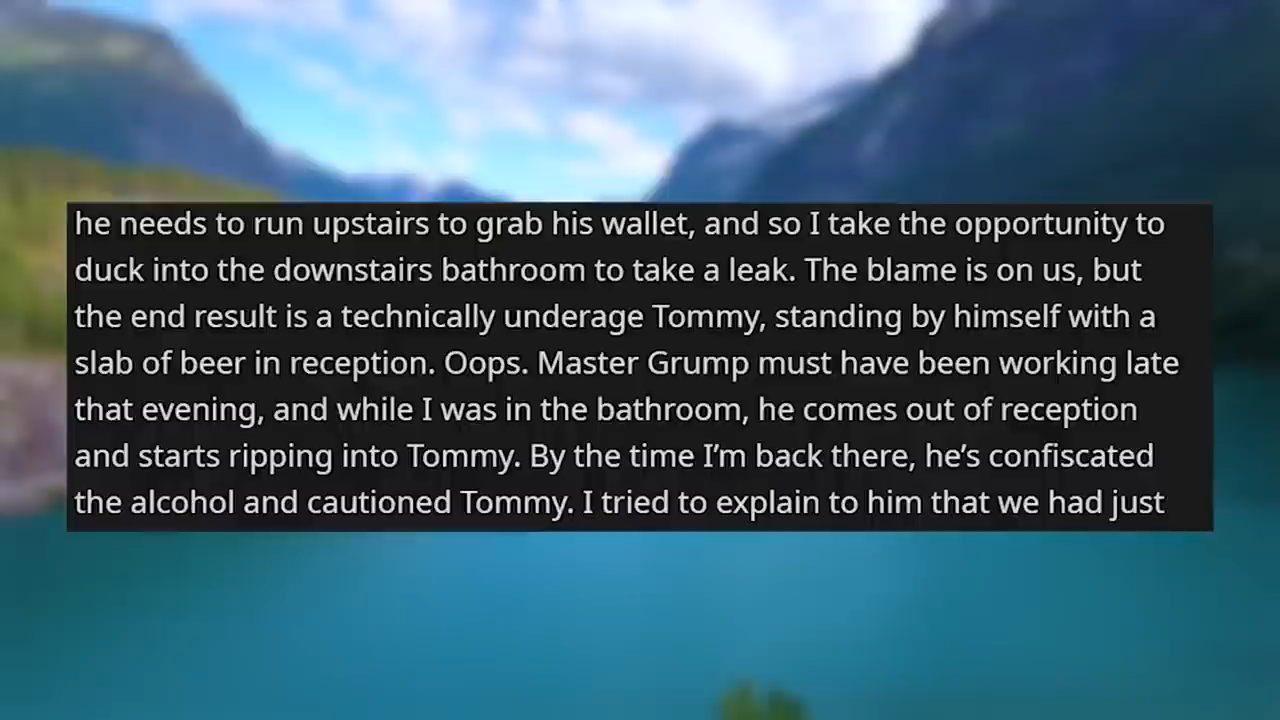 he needs to run upstairs to grab his wallet, and so I take the opportunity to
duck into the downstairs bathroom to take a leak. The blame is on us, but
the end result is a technically underage Tommy, standing by himself with a
slab of beer in reception. Oops. Master Grump must have been working late
that evening, and while I was in the bathroom, he comes out of reception
and starts ripping into Tommy. By the time I’m back there, he’s confiscated
the alcohol and cautioned Tommy. I tried to explain to him that we had just